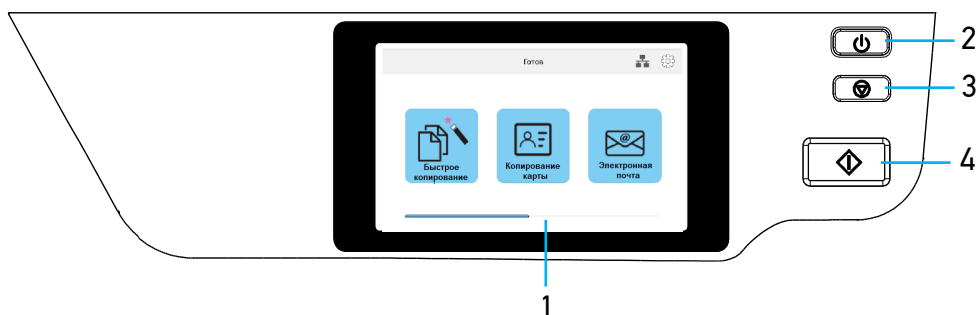 Готов
2
3
Быстрое
копирование
Копирование
карты
@
Электронная
почта
4
1